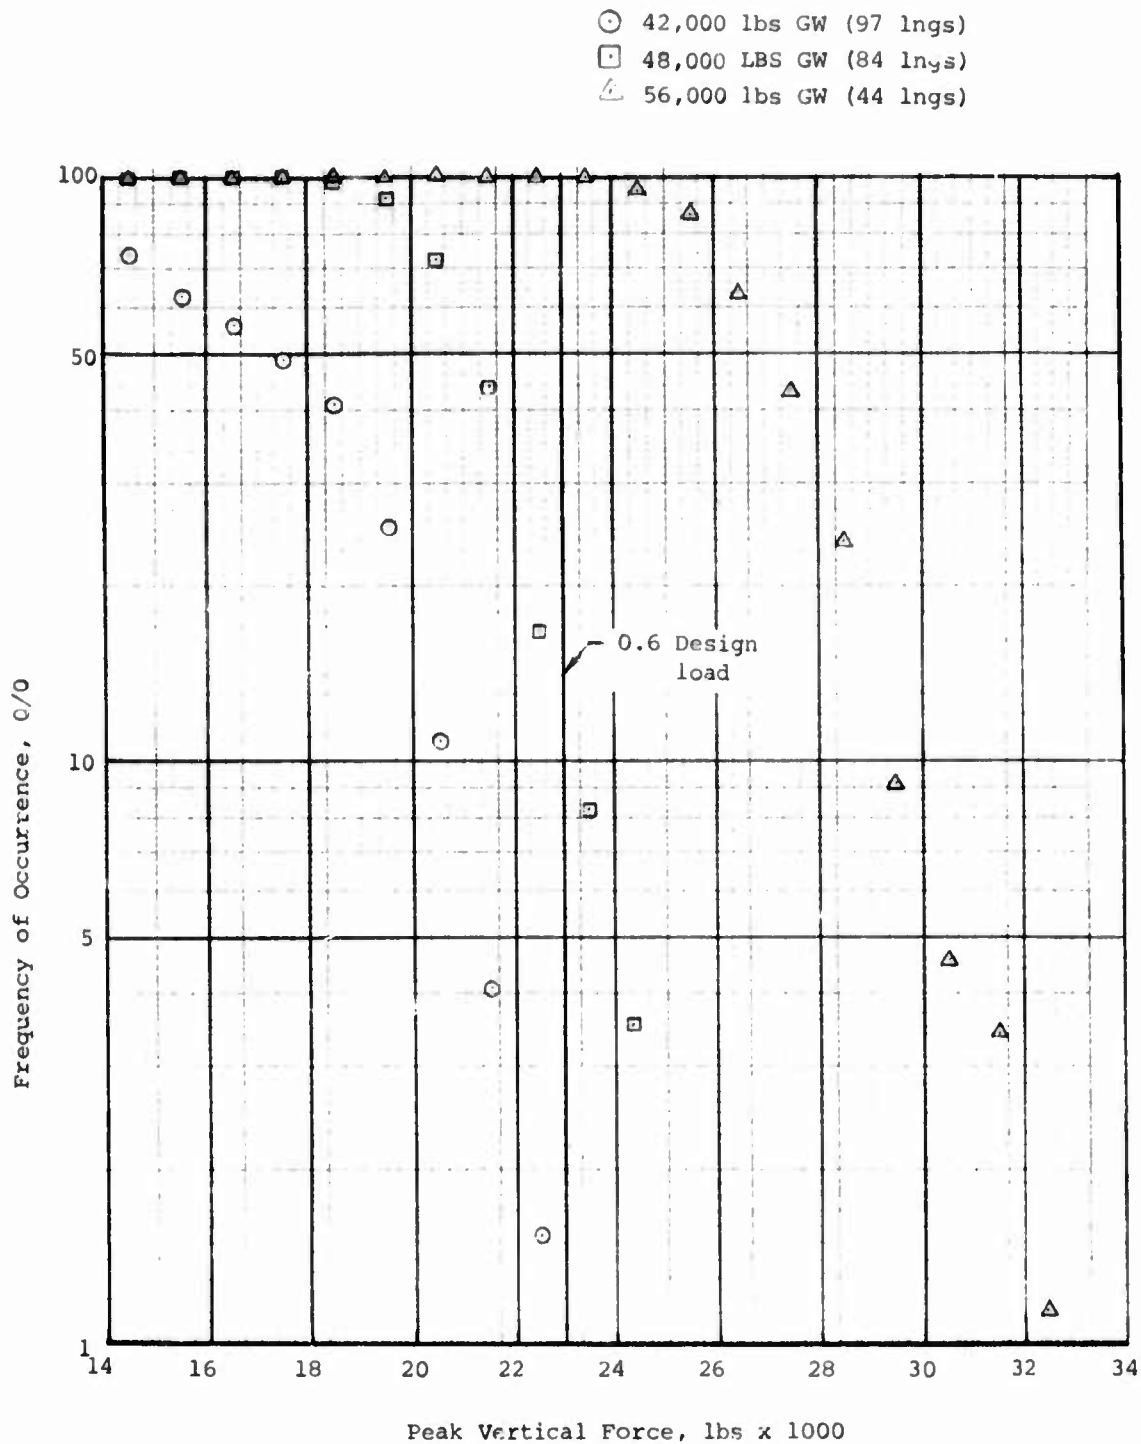 42,000 lbs GW (97 lngs)
48,000 LBS GW (84 lngs)
56,000 lbs GW (44 lngs)
100
50
10
5
1
0.6 Design
load
Frequency of Occurrence, 0/0
14 16 18 20 22 24 26 28 30 32 34
Peak Vertical Force, lbs x 1000